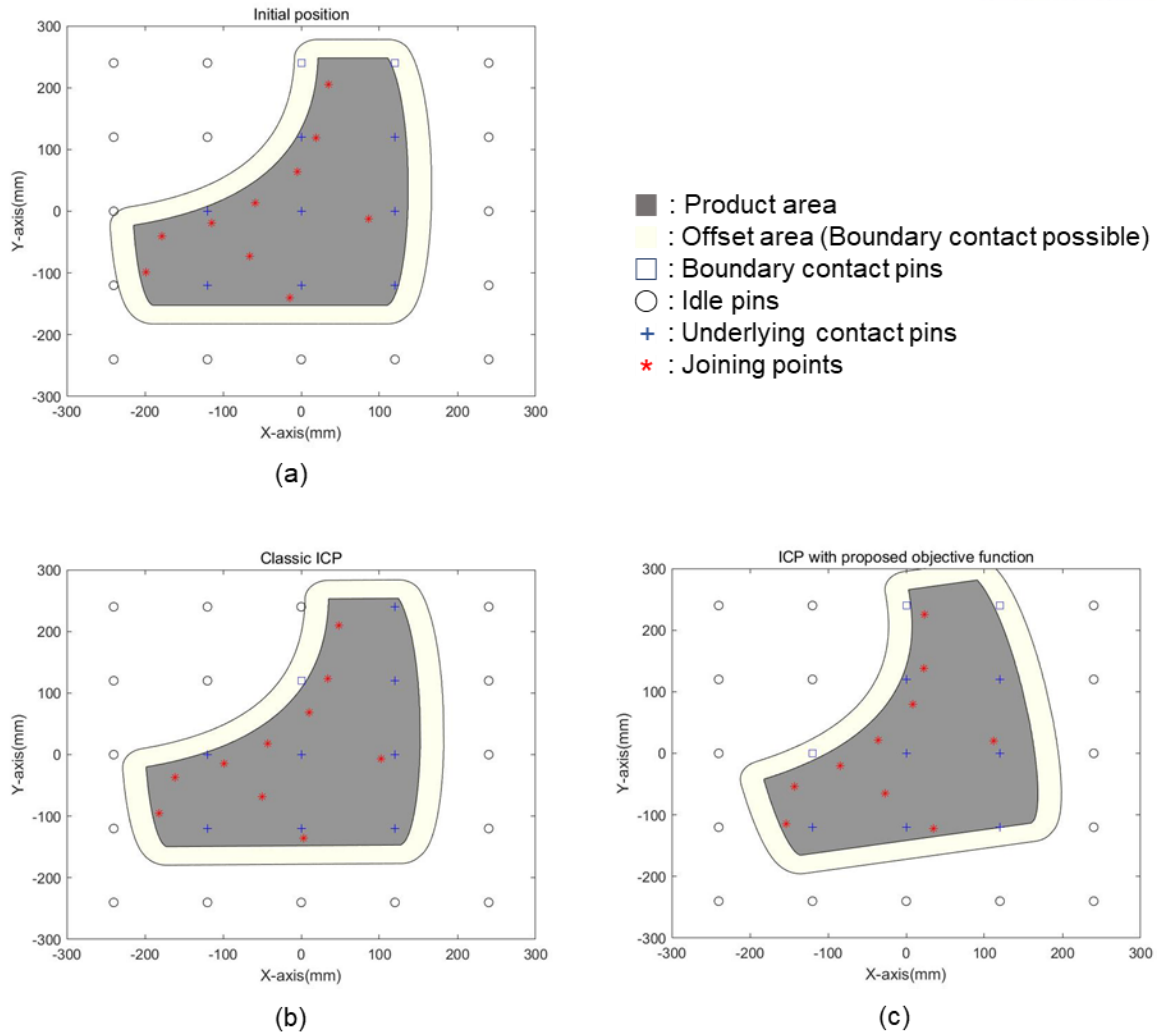 Initial position
300
200
100
0
-100
-200
-300
Y-axis(mm)
-300 -200 -100 0 100 200 300
X-axis(mm)
(a)
: Product area
: Offset area (Boundary contact possible)
: Boundary contact pins
: Idle pins
: Underlying contact pins
: Joining points
Classic ICP
300
200
100
0
-100
-200
-300
Y-axis(mm)
-300 -200 -100 0 100 200 300
X-axis(mm)
(b)
ICP with proposed objective function
300
200
100
0
-100
-200
-300
Y-axis(mm)
-300 -200 -100 0 100 200 300
X-axis(mm)
(c)